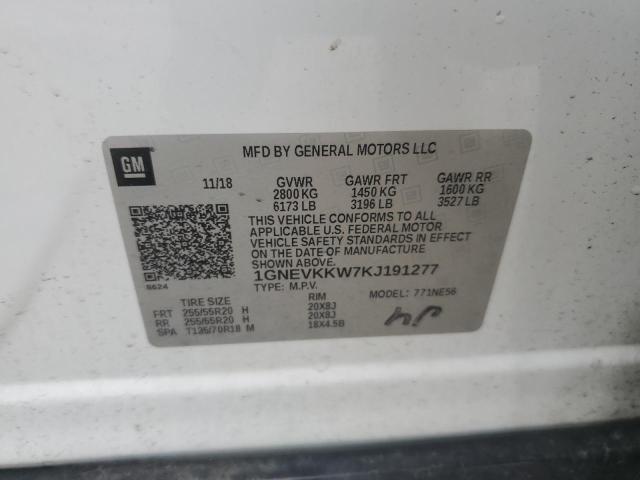 GM
MFD BY GENERAL MOTORS LLC
11/18 GVWR GAWR FRT GAWR RR
2800 KG 1450 KG 1600 KG
6173 LB 3196 LB 3527 LB
THIS VEHICLE CONFORMS TO ALL
APPLICABLE U.S. FEDERAL MOTOR
VEHICLE SAFETY STANDARDS IN EFFECT
ON THE DATE OF MANUFACTURE
SHOWN ABOVE.
8624
1GNEVKKW7KJ191277
TYPE: M.P.V. MODEL: 771NE56
TIRE SIZE RIM
FRT 255/55R20 H 20X8J
RR 255/55R20 H 20X8J
SPA T135/70R18 M 18X4.5B